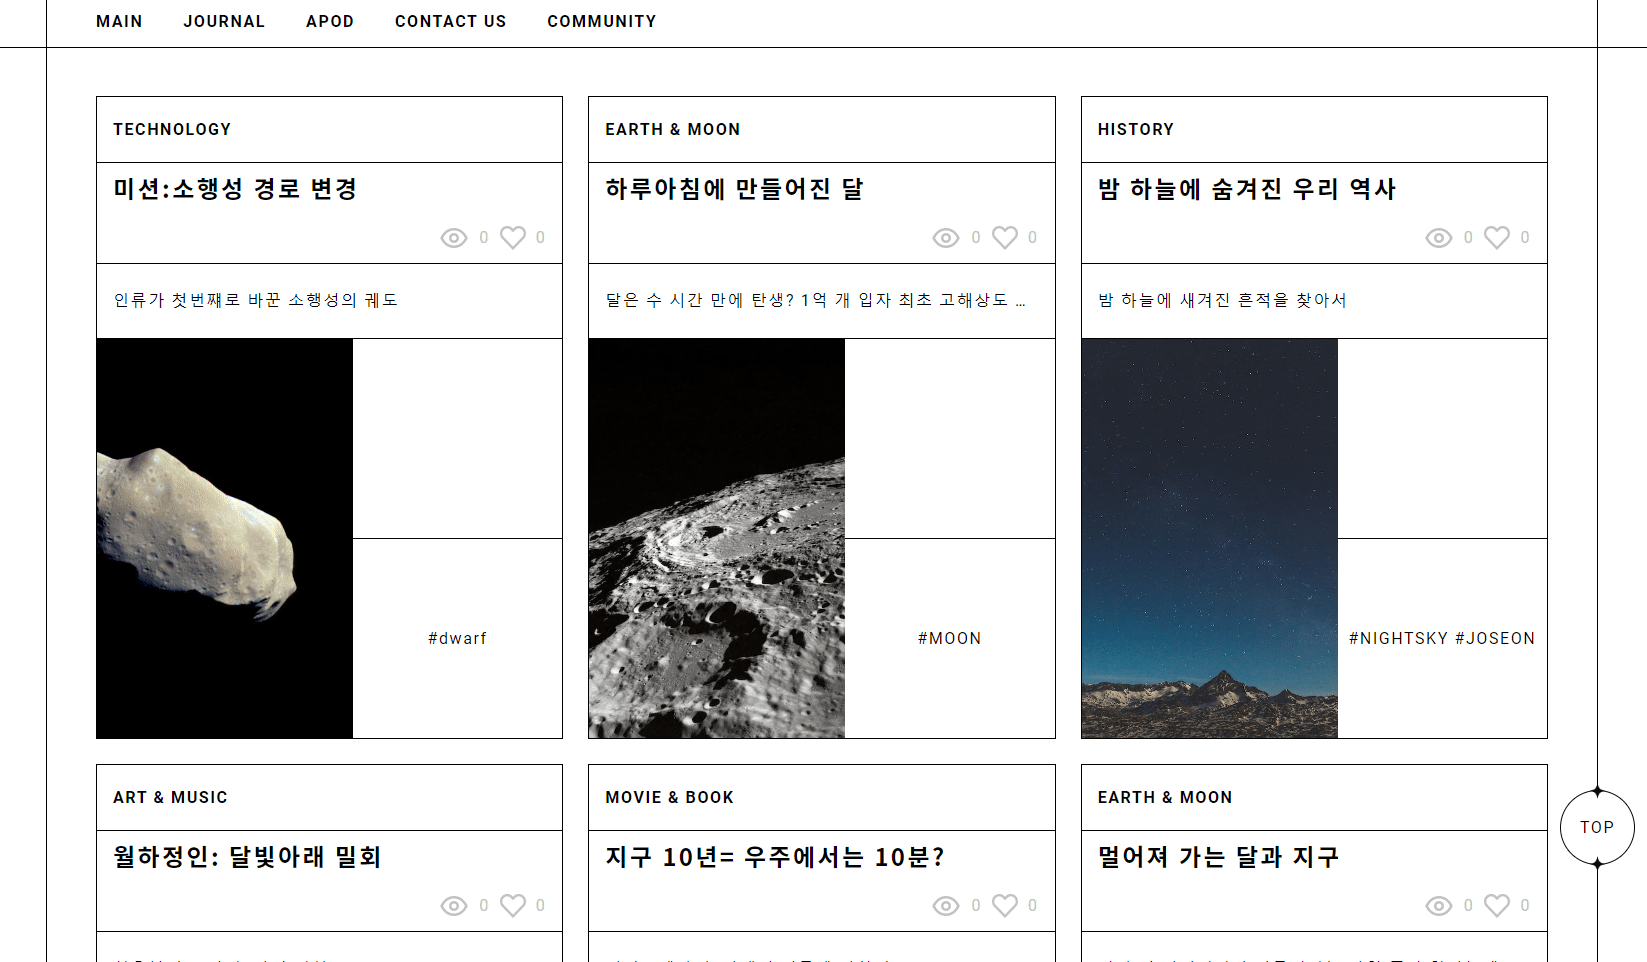 MAIN JOURNAL APOD CONTACT US COMMUNITY
TECHNOLOGY
미션:소행성 경로 변경
0 0
인류가 첫번째로 바꾼 소행성의 궤도
#dwarf
EARTH & MOON
하루아침에 만들어진 달
0 0
달은 수 시간 만에 탄생? 1억 개 입자 최초 고해상도 ...
#MOON
HISTORY
밤 하늘에 숨겨진 우리 역사
0 0
밤 하늘에 새겨진 흔적을 찾아서
#NIGHTSKY #JOSEON
ART & MUSIC
월하정인: 달빛아래 밀회
0 0
MOVIE & BOOK
지구 10년= 우주에서는 10분?
0 0
EARTH & MOON
멀어져 가는 달과 지구
0 0
TOP